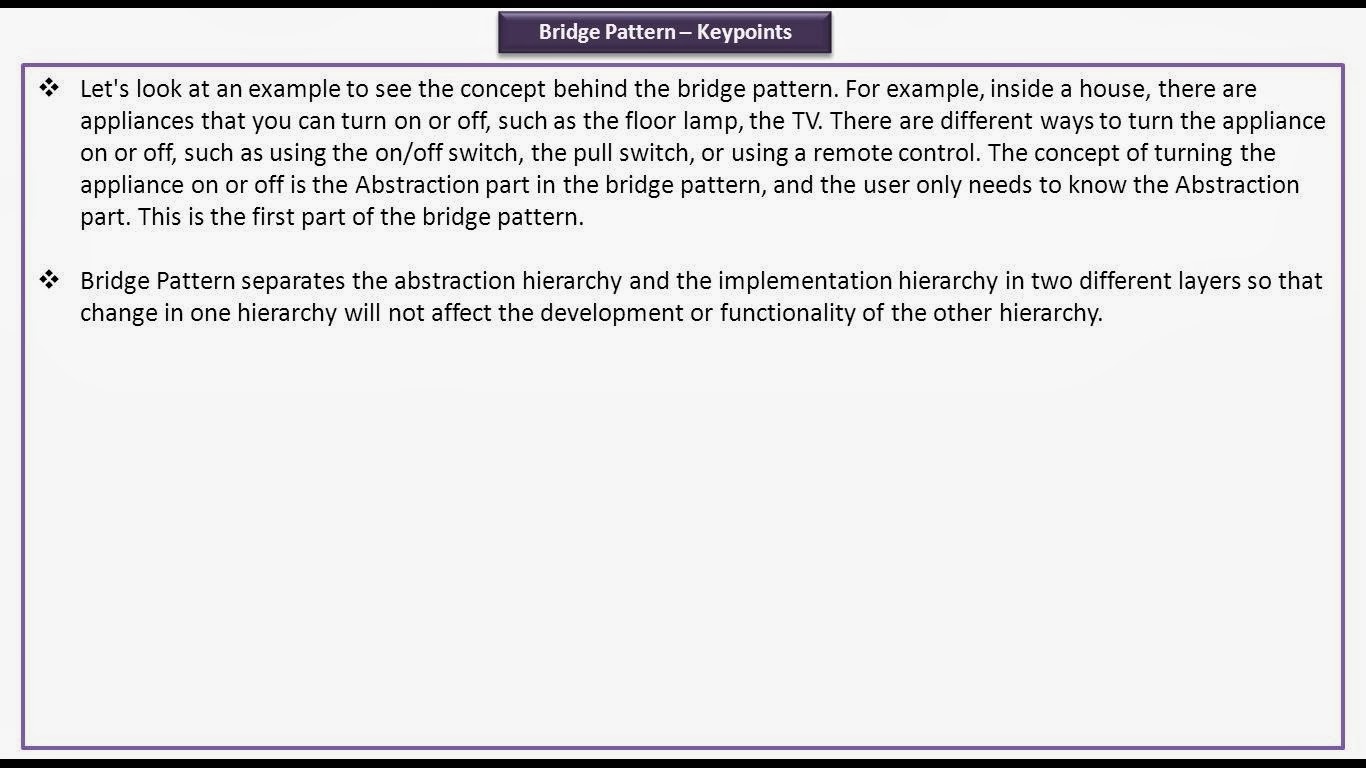 Bridge Pattern – Keypoints
❖ Let's look at an example to see the concept behind the bridge pattern. For example, inside a house, there are
appliances that you can turn on or off, such as the floor lamp, the TV. There are different ways to turn the appliance
on or off, such as using the on/off switch, the pull switch, or using a remote control. The concept of turning the
appliance on or off is the Abstraction part in the bridge pattern, and the user only needs to know the Abstraction
part. This is the first part of the bridge pattern.
❖ Bridge Pattern separates the abstraction hierarchy and the implementation hierarchy in two different layers so that
change in one hierarchy will not affect the development or functionality of the other hierarchy.